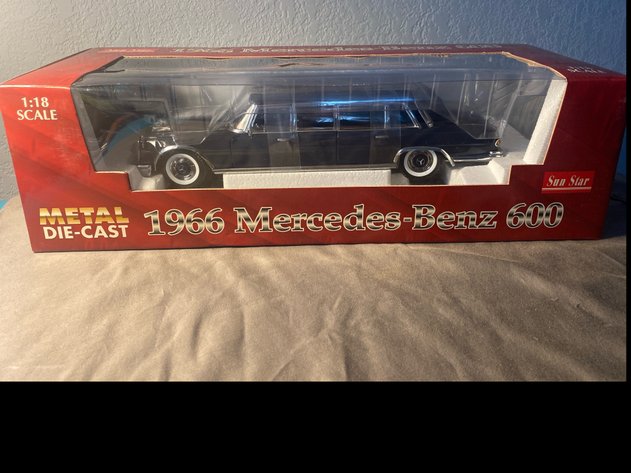 1966 Mercedes-Benz 600
1:18
SCALE
Sun Star
METAL
DIE-CAST
1966 Mercedes-Benz 600